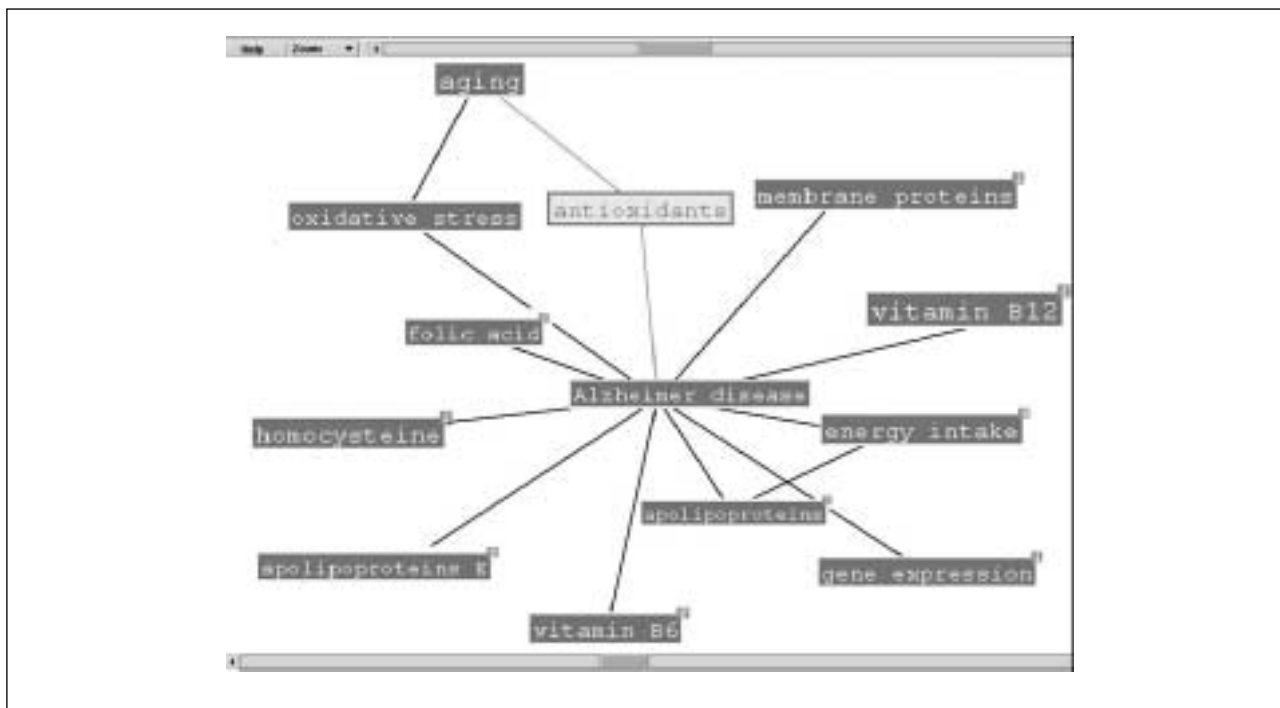 Help Zoom
aging
membrane proteins
oxidative stress
antioxidants
vitamin B12
folic acid
Alzheimer disease
homocysteine
energy intake
apolipoproteins
apolipoproteins E
gene expression
vitamin B6